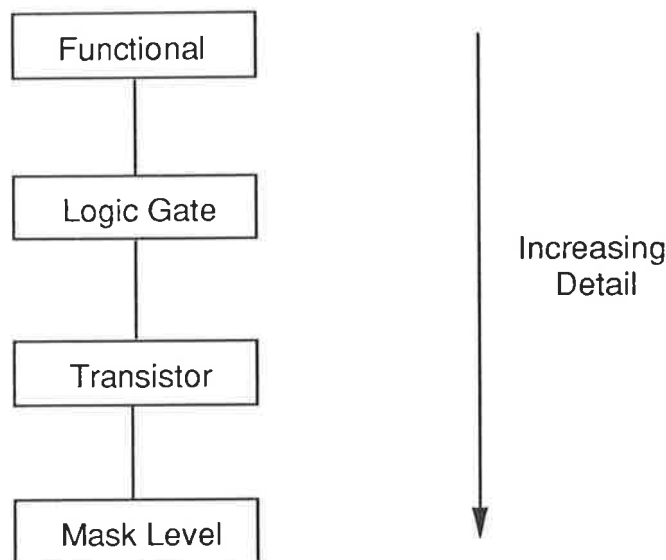 Functional
Logic Gate
Transistor
Mask Level
Increasing
Detail